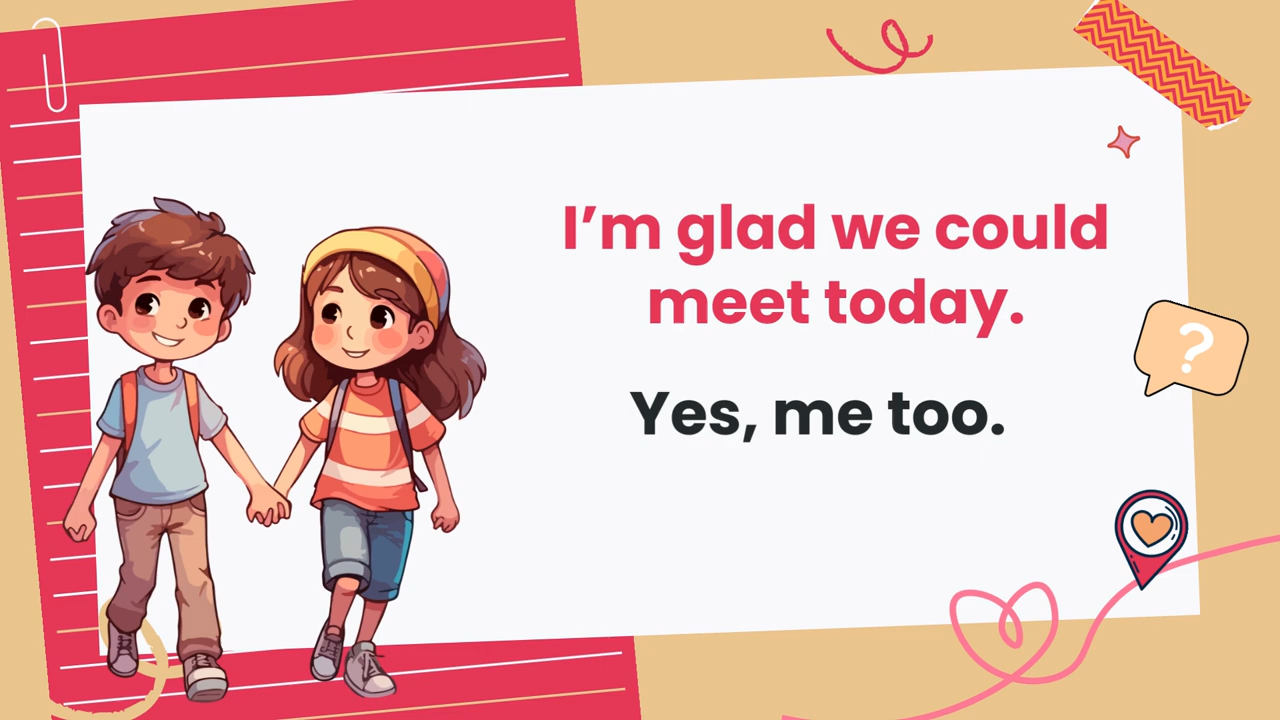 I’m glad we could
meet today.
Yes, me too.
?